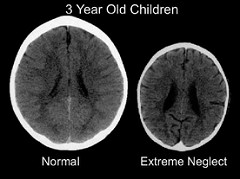 3 Year Old Children
Normal
Extreme Neglect